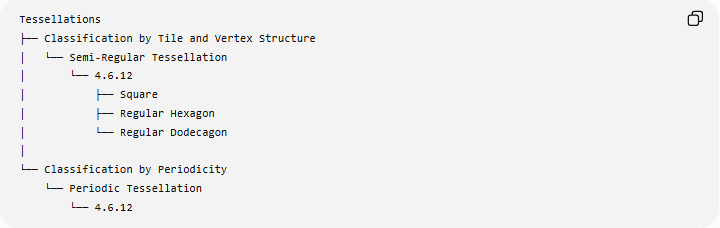 Tessellations
├── Classification by Tile and Vertex Structure
│   └── Semi-Regular Tessellation
│       └── 4.6.12
│           ├── Square
│           ├── Regular Hexagon
│           └── Regular Dodecagon
│
└── Classification by Periodicity
    └── Periodic Tessellation
        └── 4.6.12